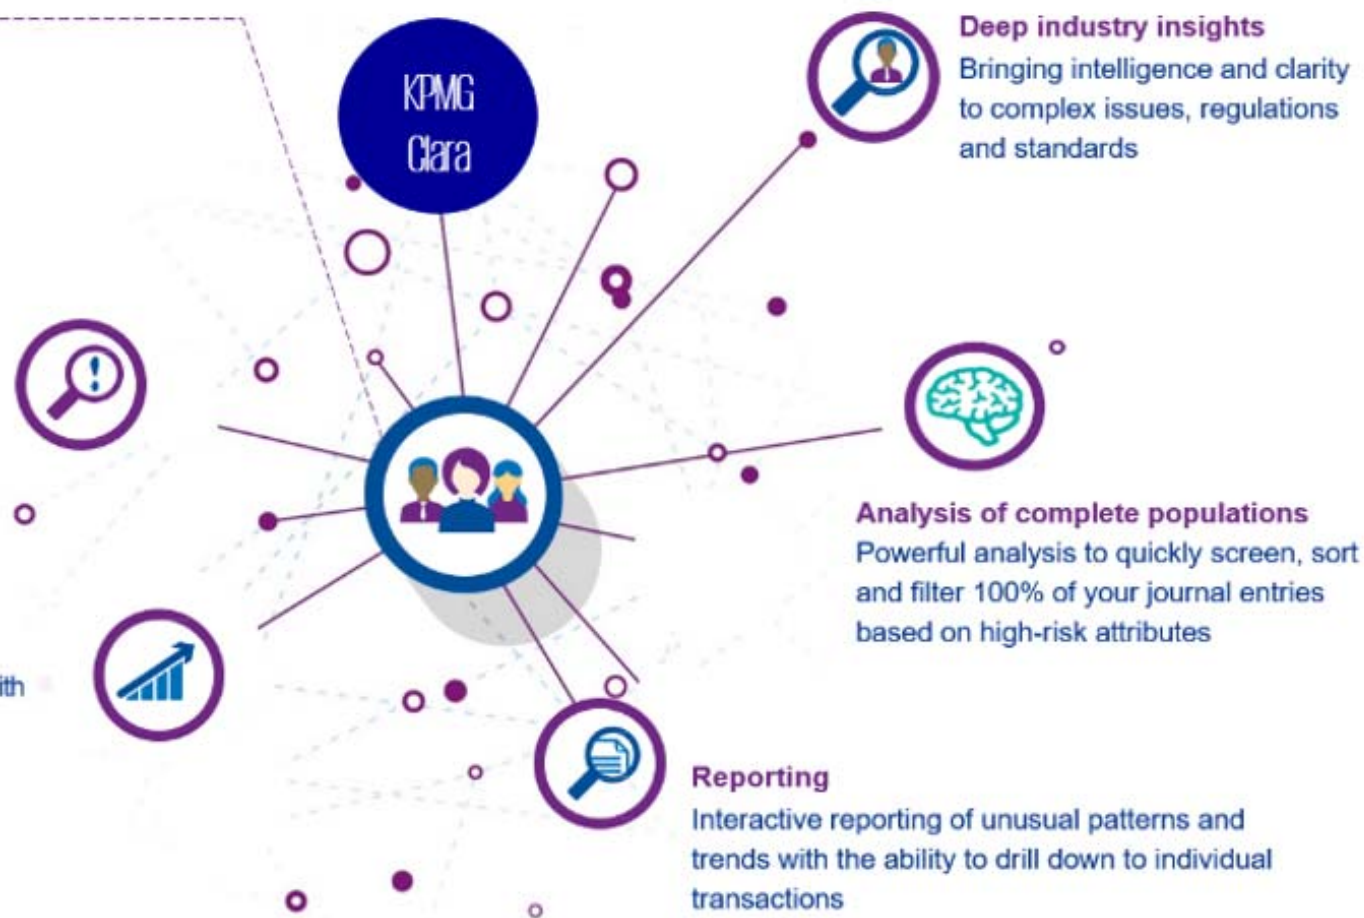 KPMG
Clara
Deep industry insights
Bringing intelligence and clarity
to complex issues, regulations
and standards
Analysis of complete populations
Powerful analysis to quickly screen, sort
and filter 100% of your journal entries
based on high-risk attributes
Reporting
Interactive reporting of unusual patterns and
trends with the ability to drill down to individual
transactions